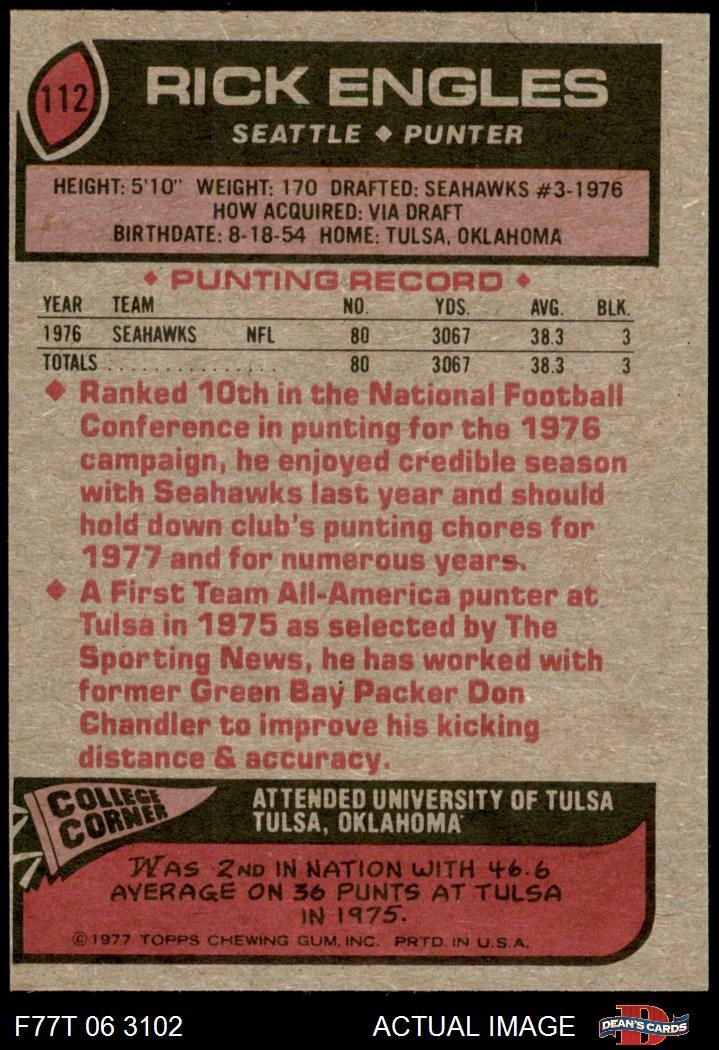 112
RICK ENGLES
SEATTLE ◆ PUNTER
HEIGHT: 5'10" WEIGHT: 170 DRAFTED: SEAHAWKS #3-1976
HOW ACQUIRED: VIA DRAFT
BIRTHDATE: 8-18-54 HOME: TULSA, OKLAHOMA
◆ PUNTING RECORD ◆
YEAR TEAM NO. YDS. AVG. BLK.
1976 SEAHAWKS NFL 80 3067 38.3 3
TOTALS . . . . . . . . . . . . . . . 80 3067 38.3 3
◆ Ranked 10th in the National Football
Conference in punting for the 1976
campaign, he enjoyed credible season
with Seahawks last year and should
hold down club's punting chores for
1977 and for numerous years.
◆ A First Team All-America punter at
Tulsa in 1975 as selected by The
Sporting News, he has worked with
former Green Bay Packer Don
Chandler to improve his kicking
distance & accuracy.
COLLEGE
CORNER
ATTENDED UNIVERSITY OF TULSA
TULSA, OKLAHOMA
WAS 2ND IN NATION WITH 46.6
AVERAGE ON 36 PUNTS AT TULSA
IN 1975.
©1977 TOPPS CHEWING GUM, INC. PRTD. IN U.S.A.
F77T 06 3102 ACTUAL IMAGE
D
DEAN'S CARDS